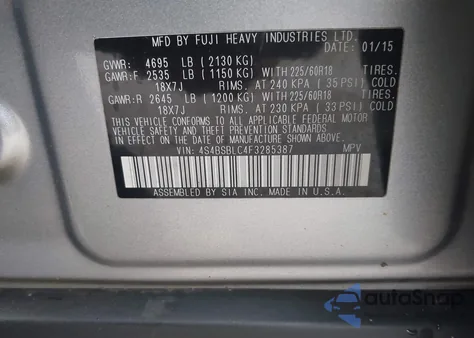 MFD BY FUJI HEAVY INDUSTRIES LTD.
DATE: 01/15
GVWR: 4695 LB (2130 KG)
GAWR:F 2535 LB (1150 KG) WITH 225/60R18 TIRES.
18X7J RIMS. AT 240 KPA (35 PSI) COLD
GAWR:R 2645 LB (1200 KG) WITH 225/60R18 TIRES.
18X7J RIMS. AT 230 KPA (33 PSI) COLD
THIS VEHICLE CONFORMS TO ALL APPLICABLE FEDERAL MOTOR
VEHICLE SAFETY, BUMPER, AND THEFT PREVENTION STANDARDS
IN EFFECT ON THE DATE OF MANUFACTURE SHOWN ABOVE.
VIN: 4S4BSBLC4F3285387 MPV
ASSEMBLED BY SIA INC. MADE IN U.S.A.
autoSnap